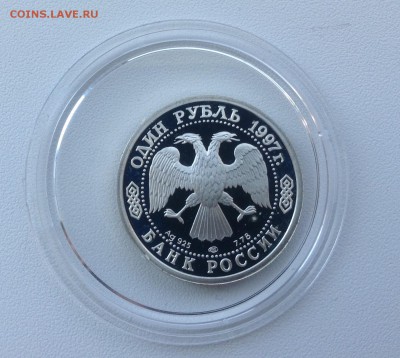 COINS.LAVE.RU
ОДИН РУБЛЬ 1997г.
Ag 925
7,78
БАНК РОССИИ